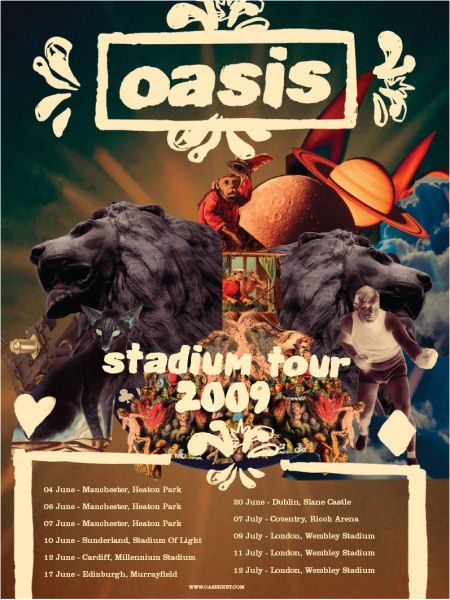 oasis
stadium tour
2009
04 June - Manchester, Heaton Park
06 June - Manchester, Heaton Park
07 June - Manchester, Heaton Park
10 June - Sunderland, Stadium Of Light
12 June - Cardiff, Millennium Stadium
17 June - Edinburgh, Murrayfield
20 June - Dublin, Slane Castle
07 July - Coventry, Ricoh Arena
09 July - London, Wembley Stadium
11 July - London, Wembley Stadium
12 July - London, Wembley Stadium
WWW.OASISINET.COM